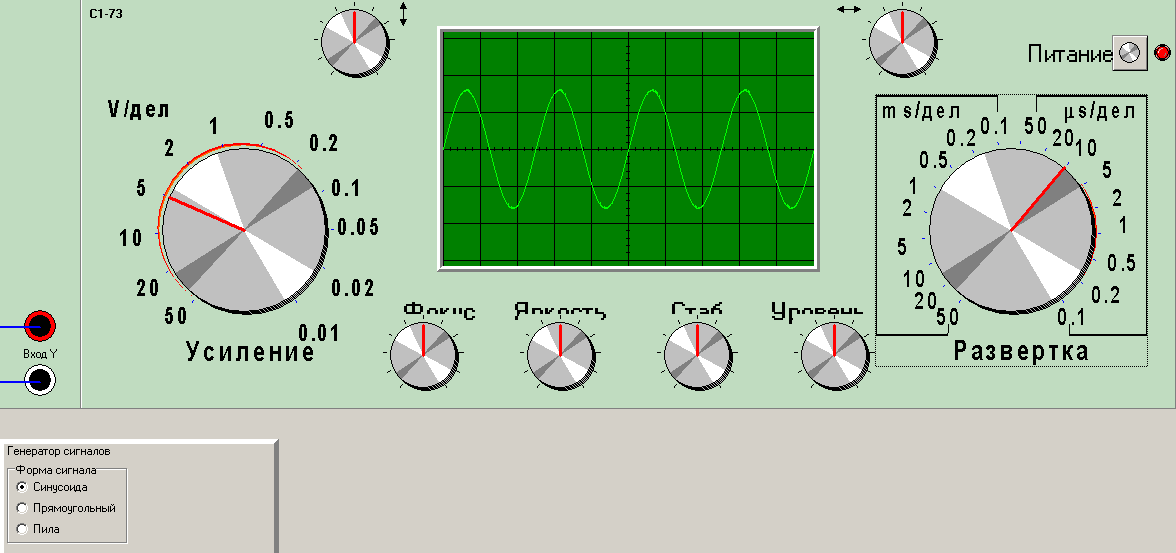 С1-73
Питание
V/дел
50
20
10
5
2
1
0.5
0.2
0.1
0.05
0.02
0.01
Усиление
ms/дел
μs/дел
50
20
10
5
2
1
0.5
0.2
0.1
50
20
10
5
2
1
0.5
0.2
0.1
Развертка
Фокус
Яркость
Стаб
Уровень
Вход Y
Генератор сигналов
Форма сигнала
Синусоида
Прямоугольный
Пила